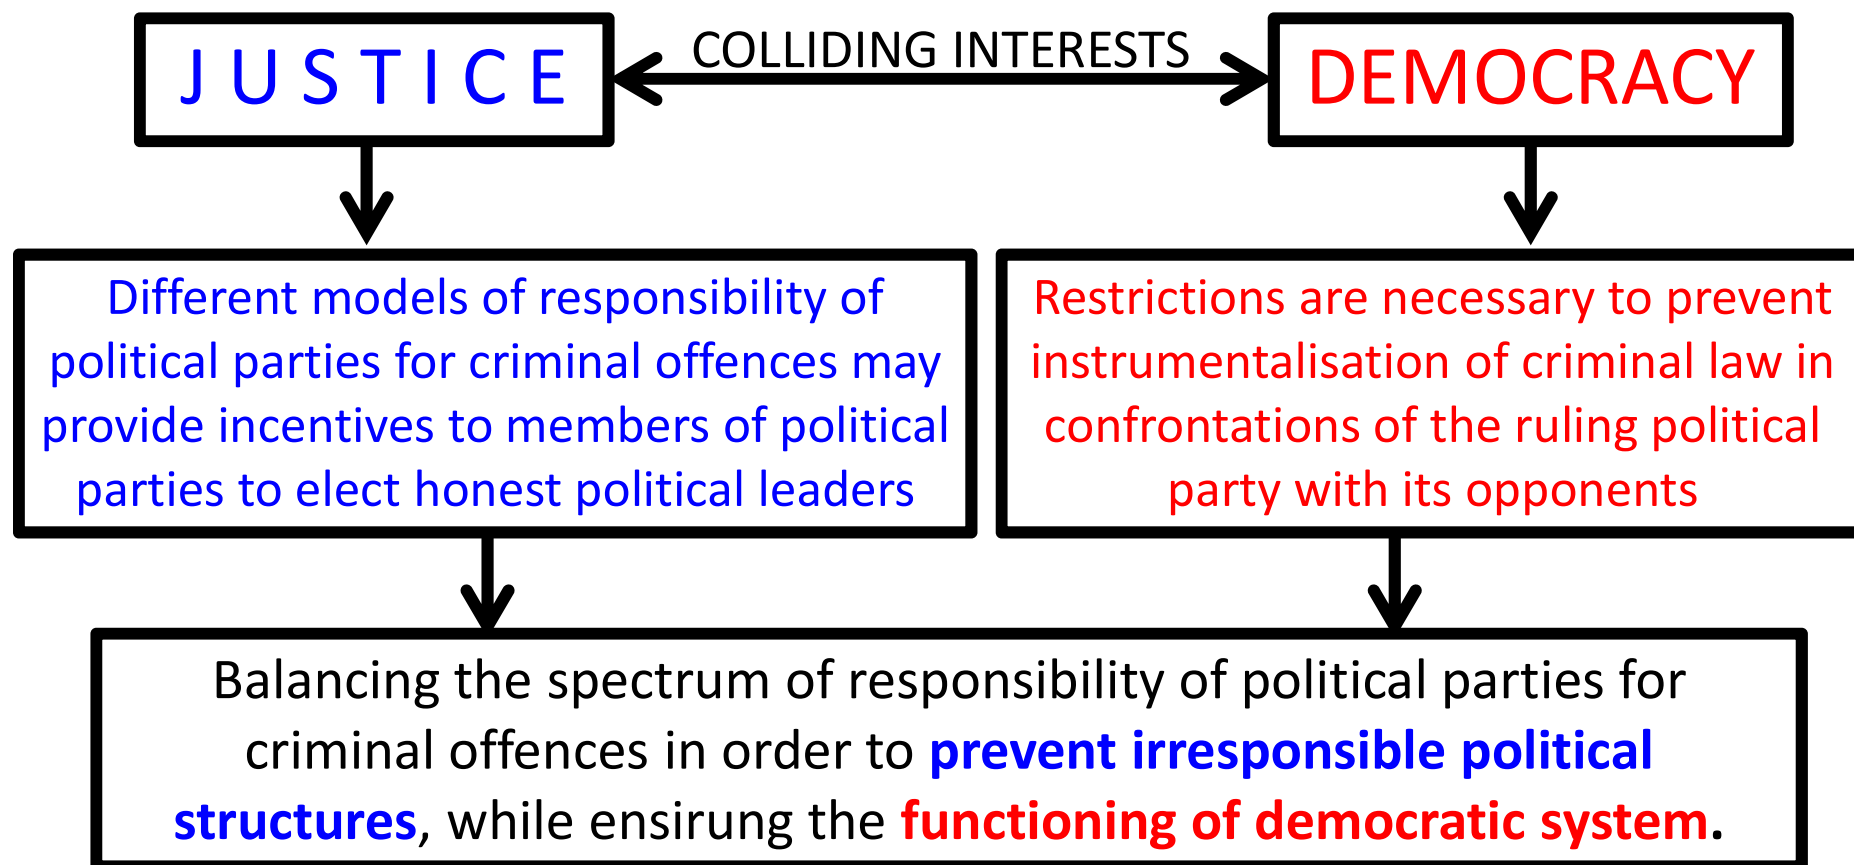 J U S T I C E
COLLIDING INTERESTS
DEMOCRACY
Different models of responsibility of
political parties for criminal offences may
provide incentives to members of political
parties to elect honest political leaders
Restrictions are necessary to prevent
instrumentalisation of criminal law in
confrontations of the ruling political
party with its opponents
Balancing the spectrum of responsibility of political parties for
criminal offences in order to prevent irresponsible political
structures, while ensirung the functioning of democratic system.